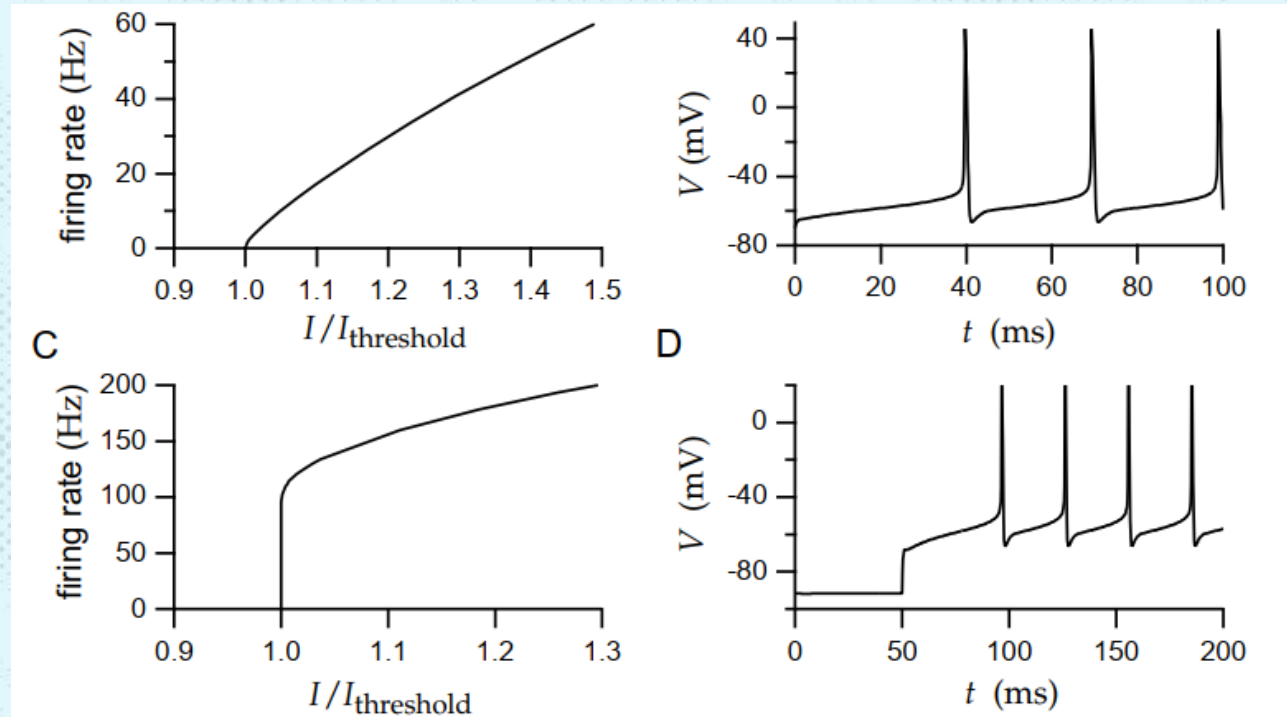 firing rate (Hz)
60
40
20
0
0.9 1.0 1.1 1.2 1.3 1.4 1.5
I/I threshold
V (mV)
40
0
-40
-80
0 20 40 60 80 100
t (ms)
C
firing rate (Hz)
200
150
100
50
0
0.9 1.0 1.1 1.2 1.3
I/I threshold
D
V (mV)
0
-40
-80
0 50 100 150 200
t (ms)